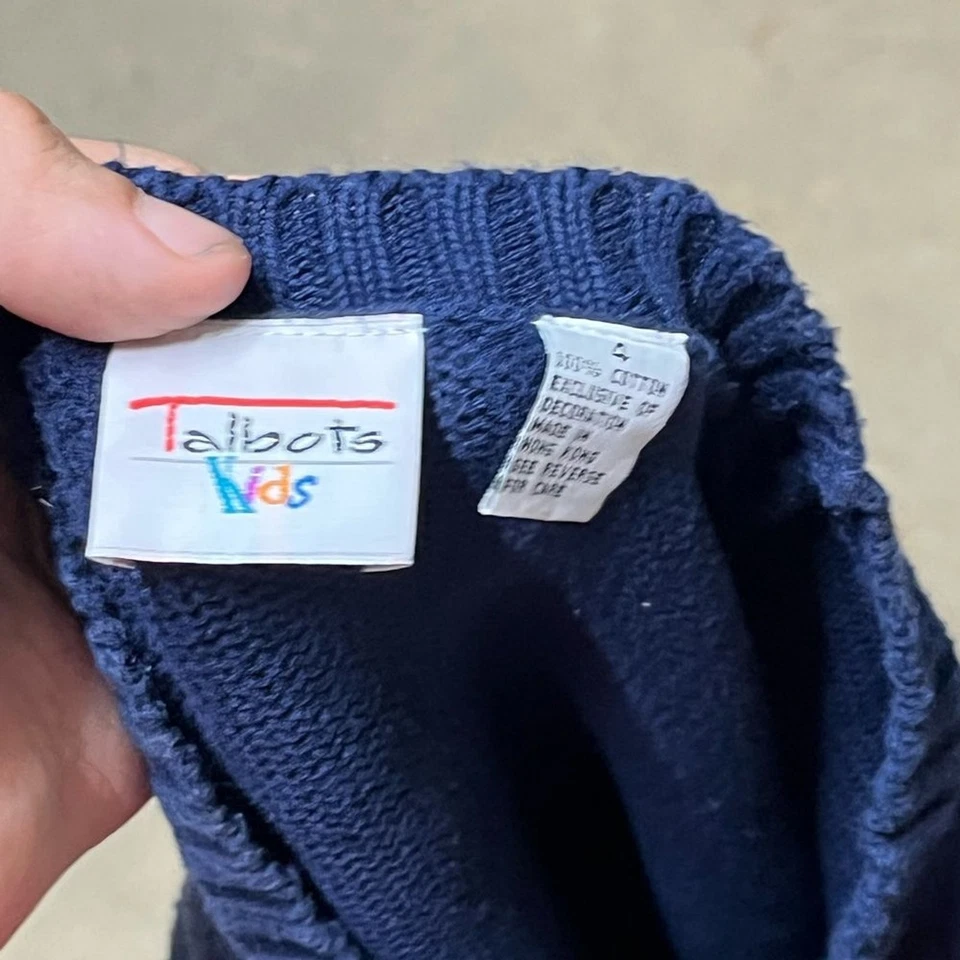 Talbots
Kids
4
100% COTTON
EXCLUSIVE OF
DECORATION
MADE IN
HONG KONG
SEE REVERSE
FOR CARE